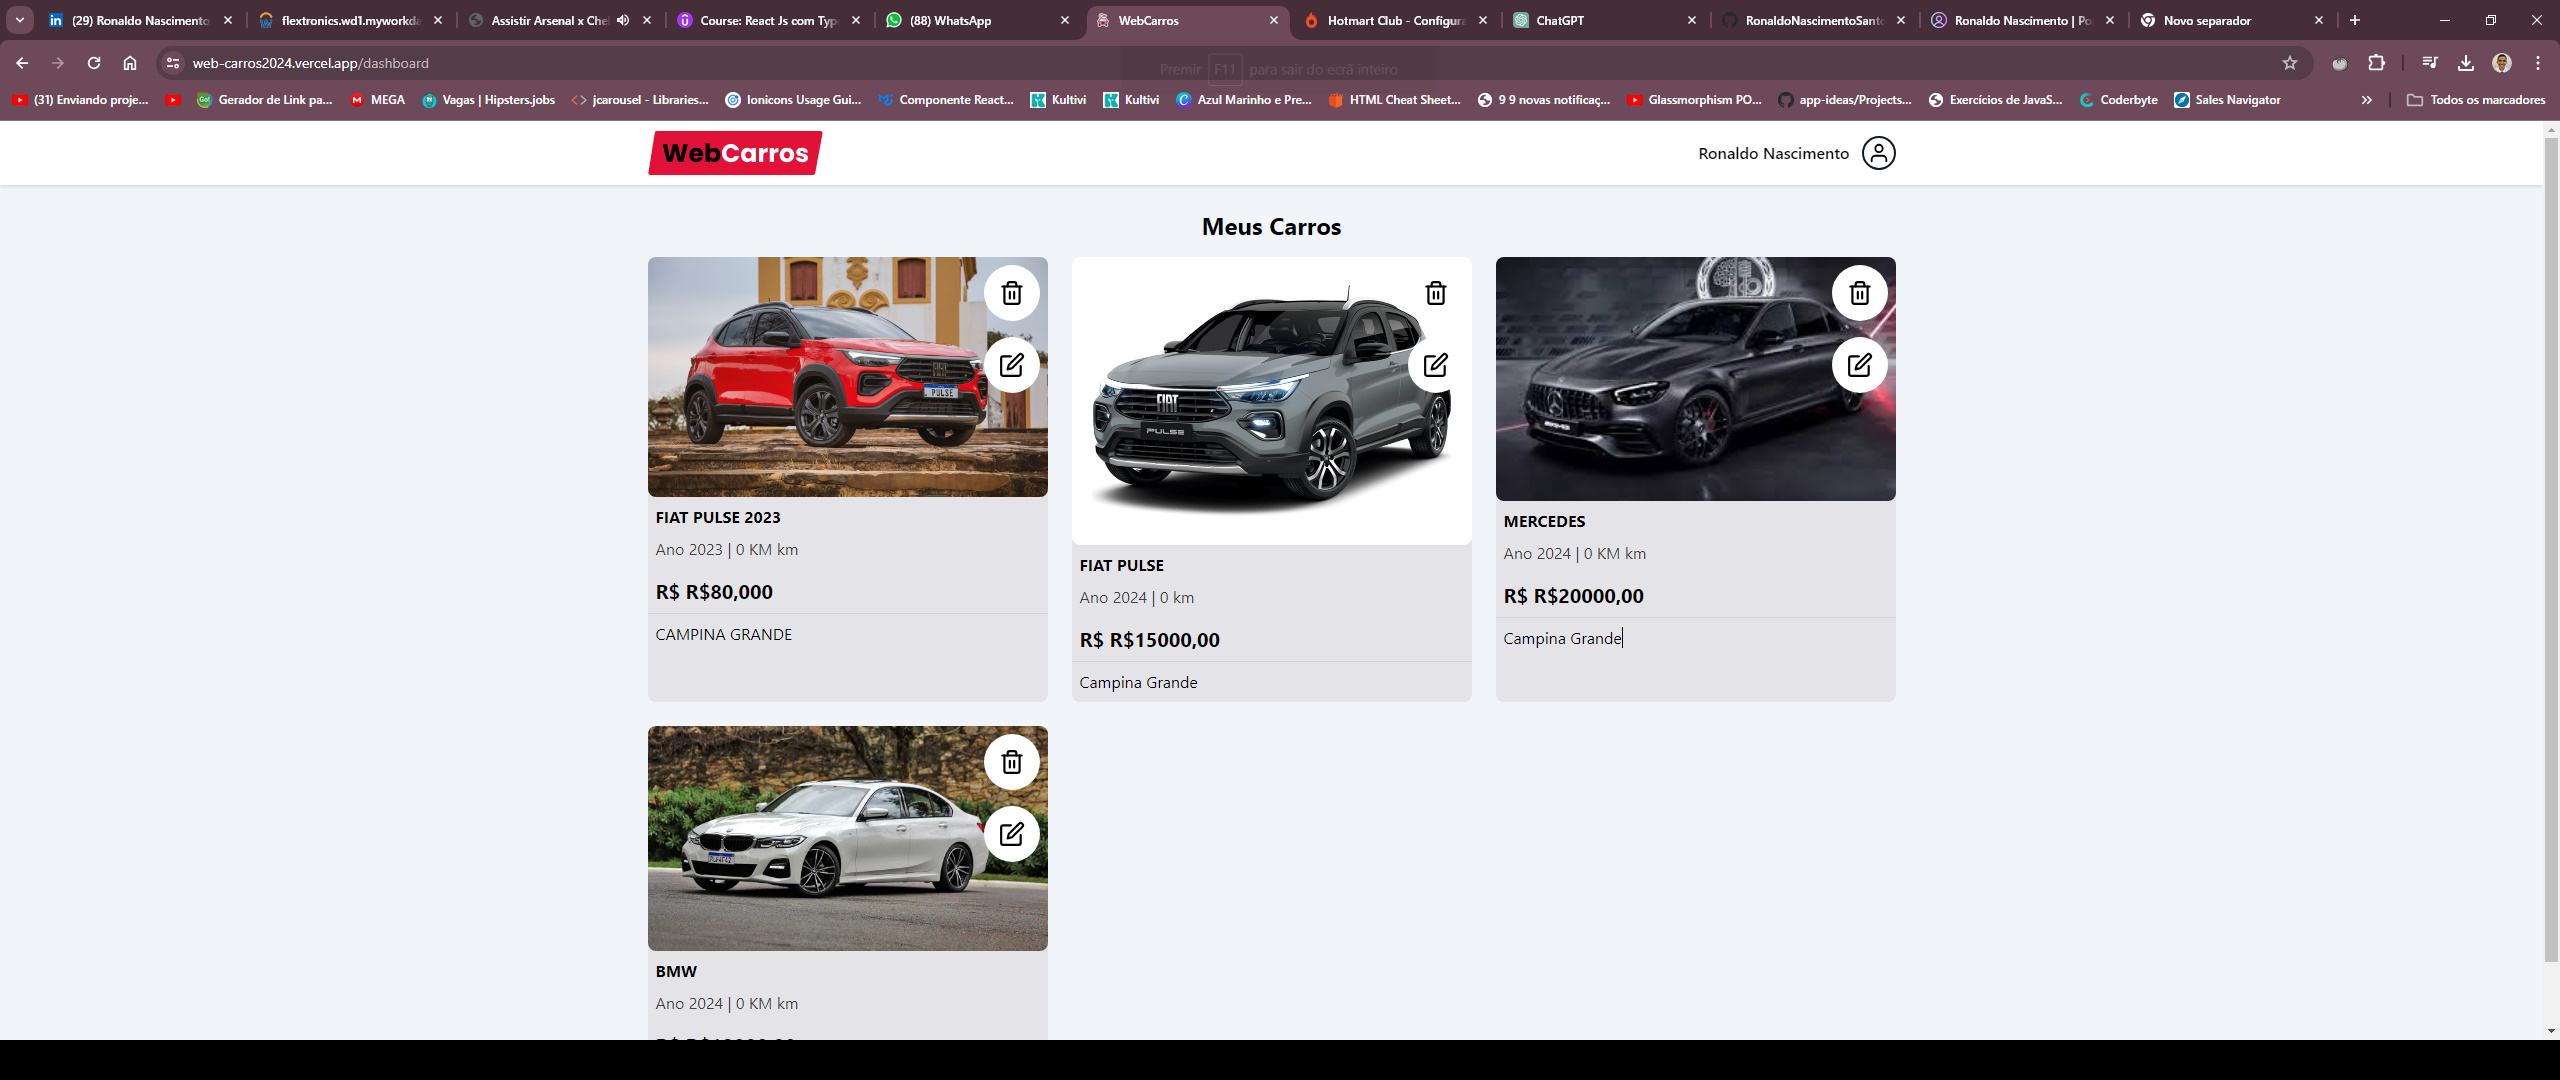 (29) Ronaldo Nascimento
flextronics.wd1.myworkda
Assistir Arsenal x Che
Course: React Js com Typ
(88) WhatsApp
WebCarros
Hotmart Club - Configura
ChatGPT
RonaldoNascimentoSant
Ronaldo Nascimento | Po
Novo separador
web-carros2024.vercel.app/dashboard
Premir F11 para sair do ecrã inteiro
(31) Enviando proje...
Gerador de Link pa...
MEGA
Vagas | Hipsters.jobs
jcarousel - Libraries...
Ionicons Usage Gui...
Componente React...
Kultivi
Kultivi
Azul Marinho e Pre...
HTML Cheat Sheet...
9 9 novas notificaç...
Glassmorphism PO...
app-ideas/Projects...
Exercícios de JavaS...
Coderbyte
Sales Navigator
Todos os marcadores
WebCarros
Ronaldo Nascimento
Meus Carros
PULSE
FIAT
PULSE
FIAT PULSE 2023
Ano 2023 | 0 KM km
R$ R$80,000
CAMPINA GRANDE
FIAT PULSE
Ano 2024 | 0 km
R$ R$15000,00
Campina Grande
MERCEDES
Ano 2024 | 0 KM km
R$ R$20000,00
Campina Grande
BMW
Ano 2024 | 0 KM km